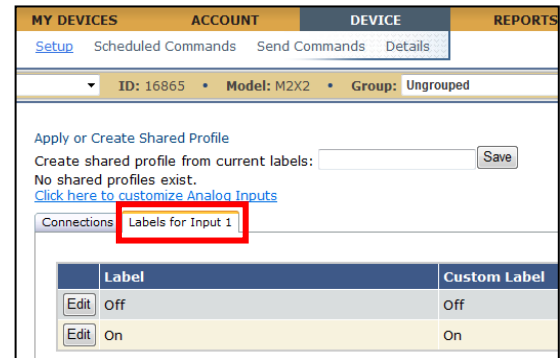 MY DEVICES ACCOUNT DEVICE REPORTS
Setup Scheduled Commands Send Commands Details
ID: 16865 • Model: M2X2 • Group: Ungrouped
Apply or Create Shared Profile
Create shared profile from current labels: Save
No shared profiles exist.
Click here to customize Analog Inputs
Connections Labels for Input 1
Label Custom Label
Edit Off Off
Edit On On